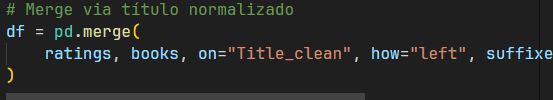 # Merge via título normalizado
df = pd.merge(
    ratings, books, on="Title_clean", how="left", suffixe
)